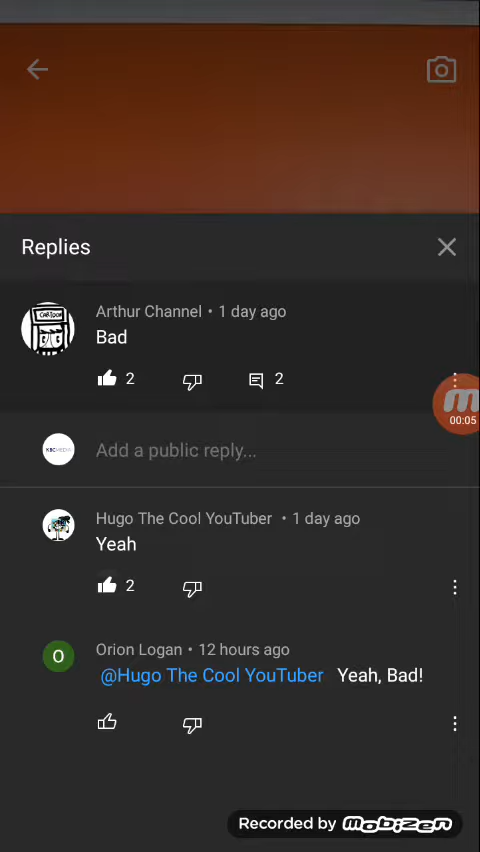 Replies
Arthur Channel • 1 day ago
Bad
2
2
00:05
Add a public reply...
Hugo The Cool YouTuber • 1 day ago
Yeah
2
O
Orion Logan • 12 hours ago
@Hugo The Cool YouTuber Yeah, Bad!
Recorded by mobizen